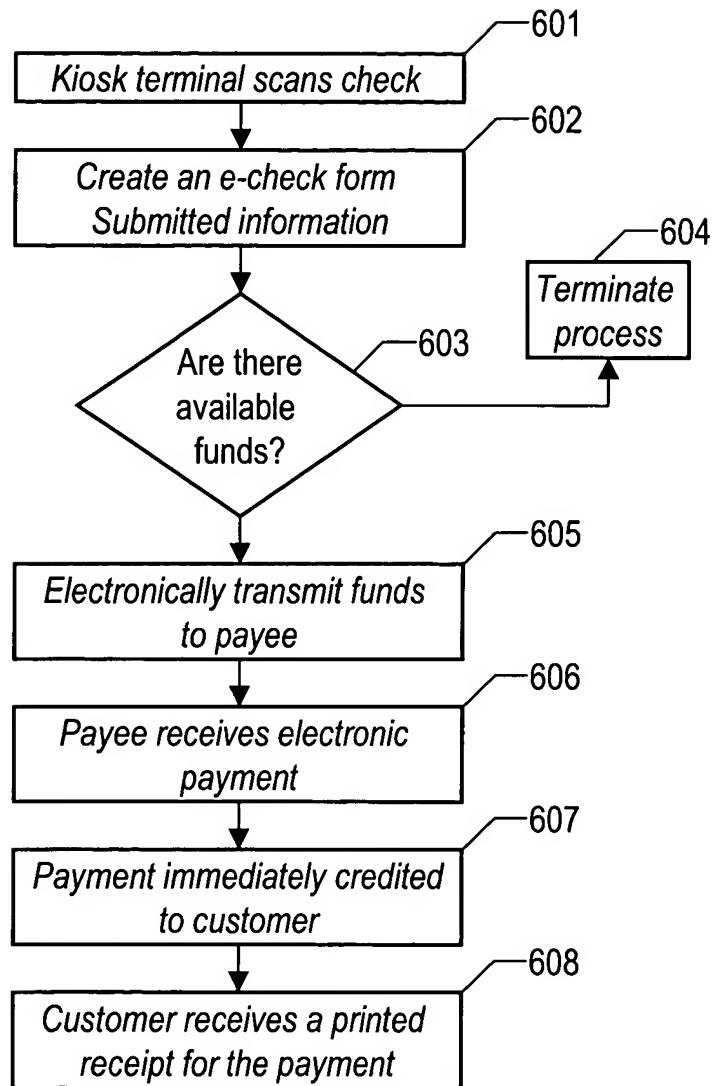 601
Kiosk terminal scans check
602
Create an e-check form
Submitted information
604
Terminate
process
603
Are there
available
funds?
605
Electronically transmit funds
to payee
606
Payee receives electronic
payment
607
Payment immediately credited
to customer
608
Customer receives a printed
receipt for the payment